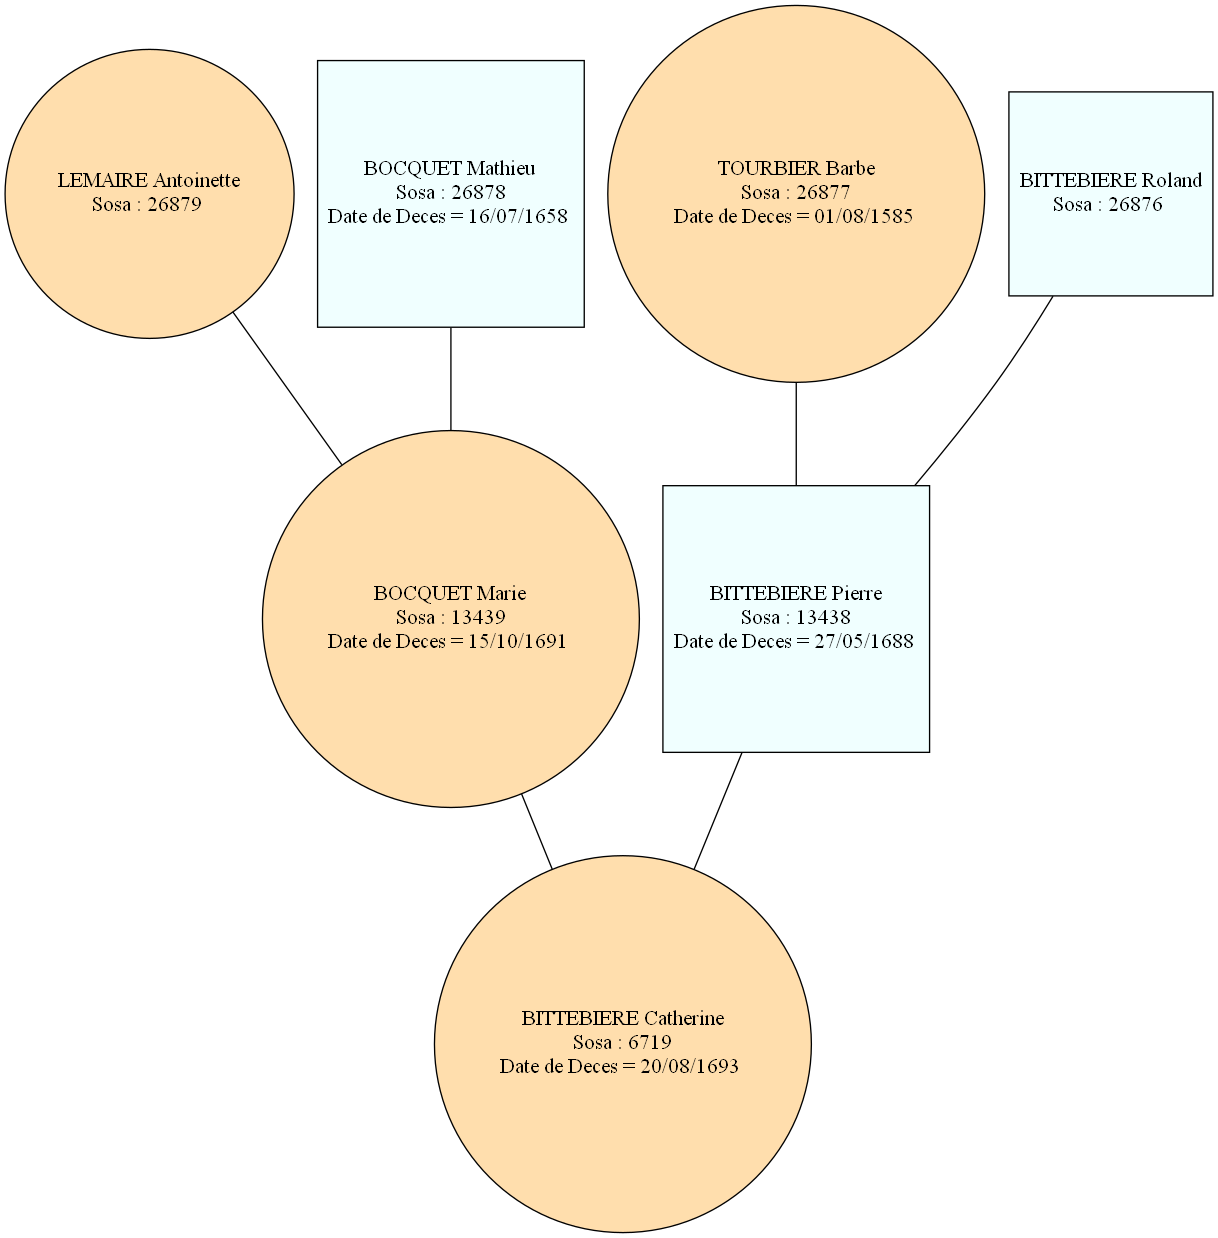 LEMAIRE Antoinette
Sosa : 26879
BOCQUET Mathieu
Sosa : 26878
Date de Deces = 16/07/1658
TOURBIER Barbe
Sosa : 26877
Date de Deces = 01/08/1585
BITTEBIERE Roland
Sosa : 26876
BOCQUET Marie
Sosa : 13439
Date de Deces = 15/10/1691
BITTEBIERE Pierre
Sosa : 13438
Date de Deces = 27/05/1688
BITTEBIERE Catherine
Sosa : 6719
Date de Deces = 20/08/1693